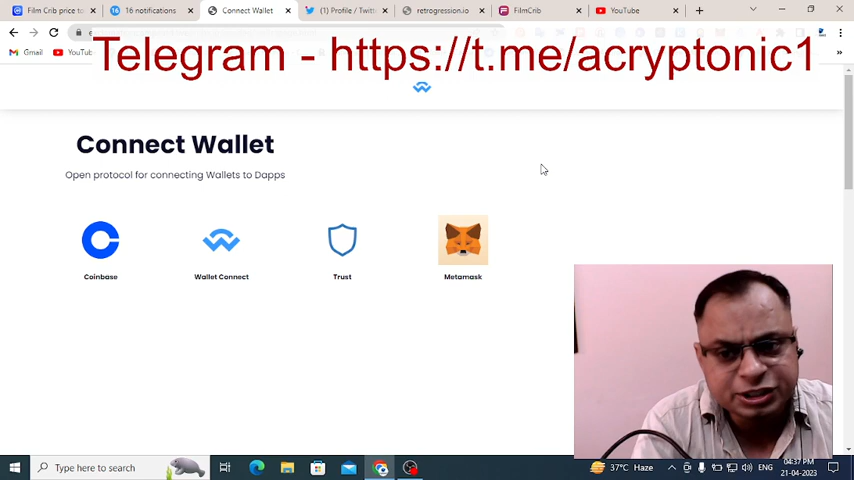 Film Crib price to
16 notifications
Connect Wallet
(1) Profile / Twitt
retrogression.io
FilmCrib
YouTube
Gmail
YouTub
Telegram - https://t.me/acryptonic1
Connect Wallet
Open protocol for connecting Wallets to Dapps
Coinbase
Wallet Connect
Trust
Metamask
Type here to search
37°C Haze
ENG
04:37 PM
21-04-2023